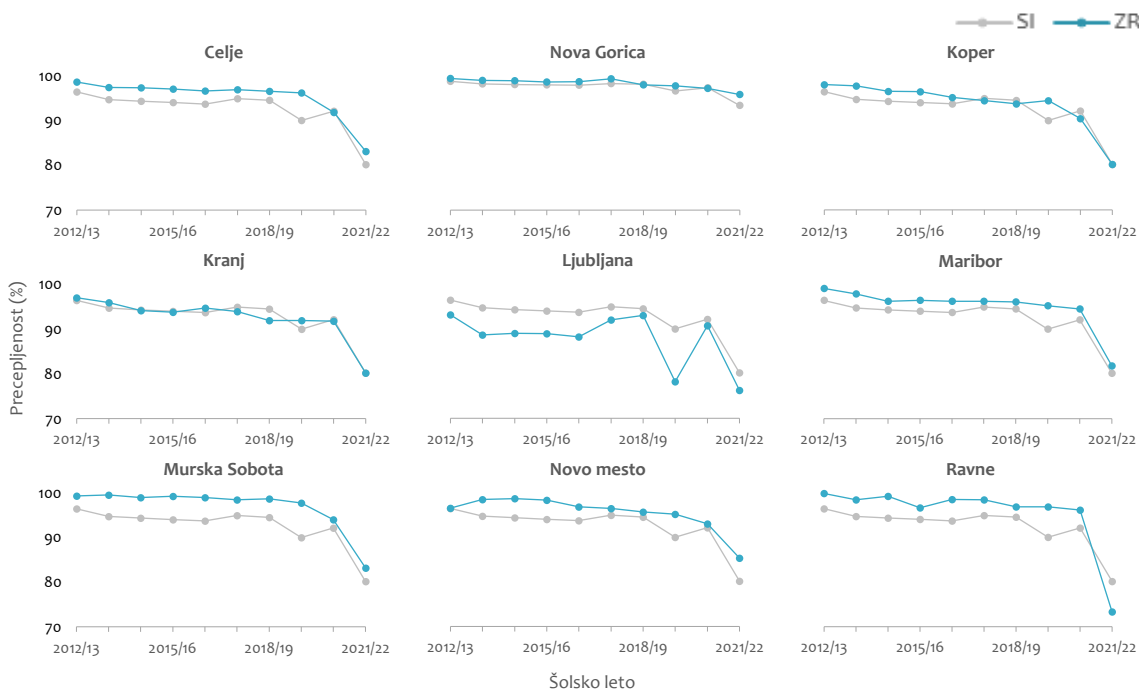 SI ZR
Celje Nova Gorica Koper
100
90
80
70
2012/13 2015/16 2018/19 2021/22 2012/13 2015/16 2018/19 2021/22 2012/13 2015/16 2018/19 2021/22
Kranj Ljubljana Maribor
Precepljenost (%)
100
90
80
70
2012/13 2015/16 2018/19 2021/22 2012/13 2015/16 2018/19 2021/22 2012/13 2015/16 2018/19 2021/22
Murska Sobota Novo mesto Ravne
100
90
80
70
2012/13 2015/16 2018/19 2021/22 2012/13 2015/16 2018/19 2021/22 2012/13 2015/16 2018/19 2021/22
Šolsko leto